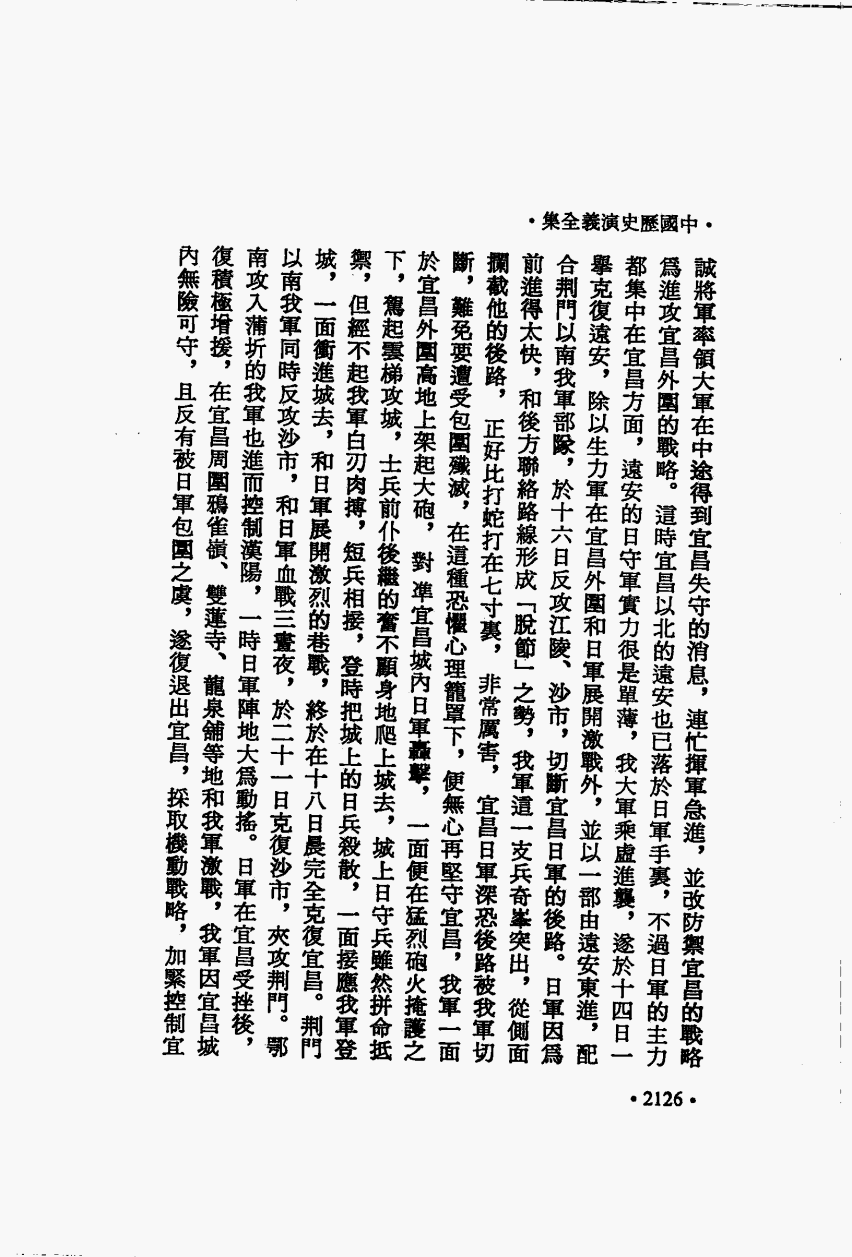 ·中國歷史演義全集·
誠將軍率領大軍在中途得到宜昌失守的消息，連忙揮軍急進，並改防禦宜昌的戰略
爲進攻宜昌外圍的戰略。這時宜昌以北的遠安也已落於日軍手裏，不過日軍的主力
都集中在宜昌方面，遠安的日守軍實力很是單薄，我大軍乘虛進襲，遂於十四日一
舉克復遠安、除以生力軍在宜昌外圍和日軍展開激戰外，並以一部由遠安東進，配
合荆門以南我軍部隊，於十六日反攻江陵、沙市，切斷宜昌日軍的後路。日軍因爲
前進得太快，和後方聯絡路線形成「脫節」之勢，我軍這一支兵奇峯突出，從側面
攔截他的後路，正好比打蛇打在七寸裏，非常厲害，宜昌日軍深恐後路被我軍切
斷，難免要遭受包圍殲滅，在這種恐懼心理籠罩下，便無心再堅守宜昌，我軍一面
於宜昌外圍高地上架起大砲，對準宜昌城內日軍轟擊，一面便在猛烈砲火掩護之
下，駕起雲梯攻城，士兵前仆後繼的奮不顧身地爬上城去，城上日守兵雖然拼命抵
禦，但經不起我軍白刃肉搏，短兵相接，登時把城上的日兵殺散，一面接應我軍登
城，一面衝進城去，和日軍展開激烈的巷戰，終於在十八日晨完全克復宜昌。荆門
以南我軍同時反攻沙市，和日軍血戰三晝夜，於二十一日克復沙市，夾攻荆門。鄂
南攻入蒲圻的我軍也進而控制漢陽，一時日軍陣地大爲動搖。日軍在宜昌受挫後，
復積極增援，在宜昌周圍鴉雀嶺、雙蓮寺、龍泉舖等地和我軍激戰，我軍因宜昌城
內無險可守，且反有被日軍包圍之虞，遂復退出宜昌，採取機動戰略，加緊控制宜
·2126·